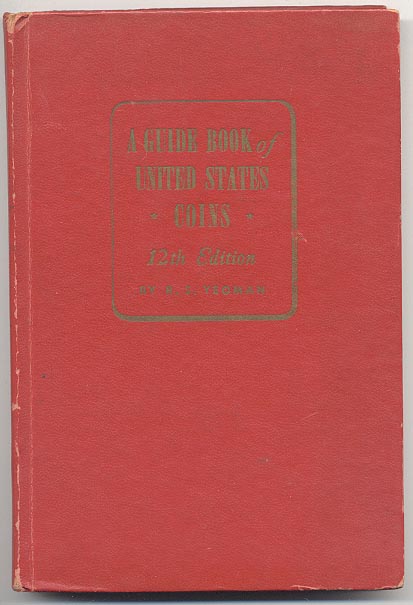 A GUIDE BOOK of
UNITED STATES
* COINS *
12th Edition
BY R. S. YEOMAN